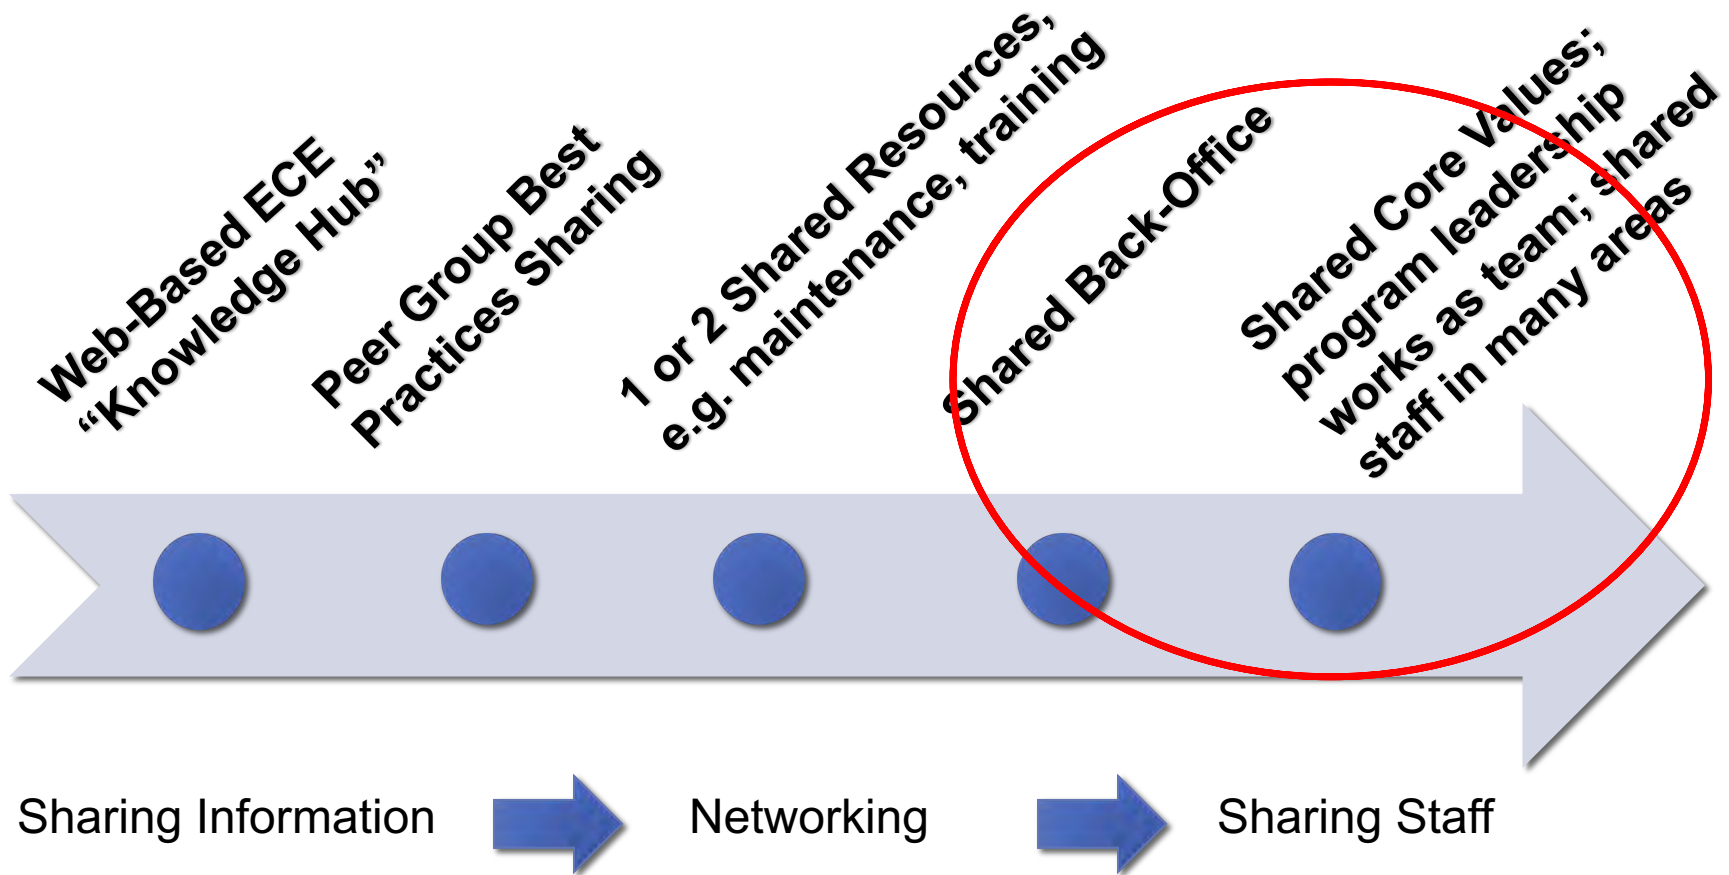 Web-Based ECE
“Knowledge Hub”
Peer Group Best
Practices Sharing
1 or 2 Shared Resources,
e.g. maintenance, training
Shared Back-Office
Shared Core Values;
program leadership
works as team; shared
staff in many areas
Sharing Information
Networking
Sharing Staff